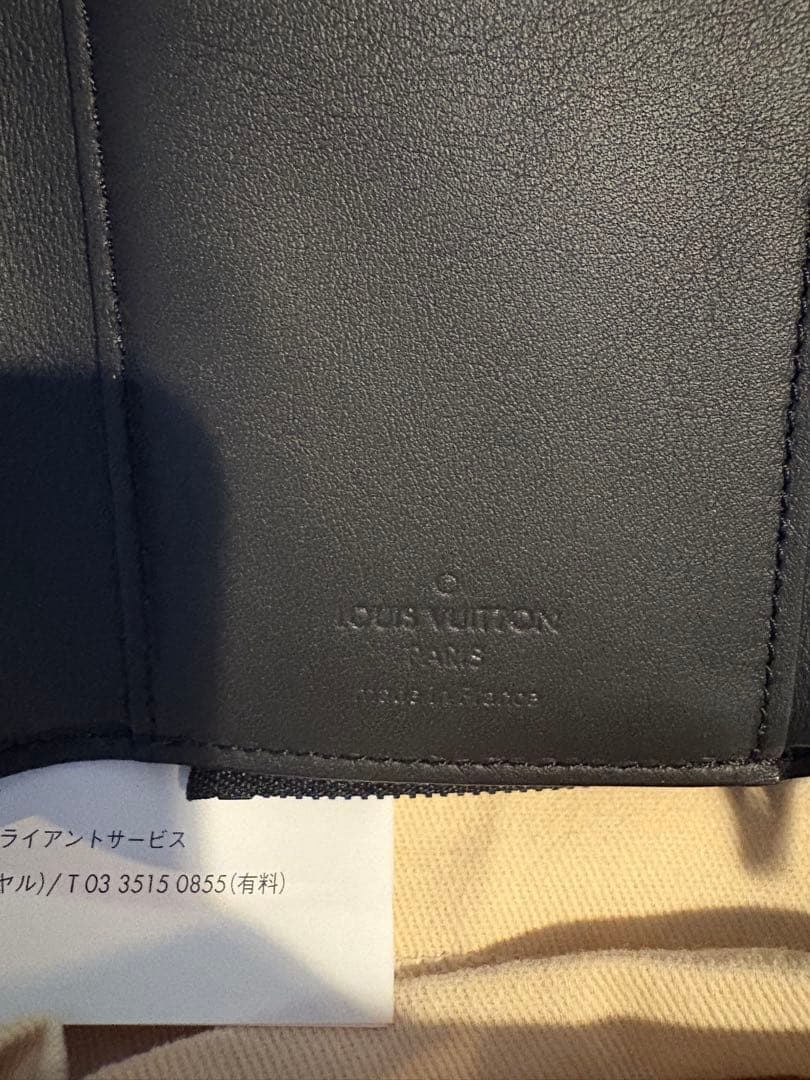 LOUIS VUITTON
PARIS
made in France
ライアントサービス
ヤル)/ T 03 3515 0855(有料)